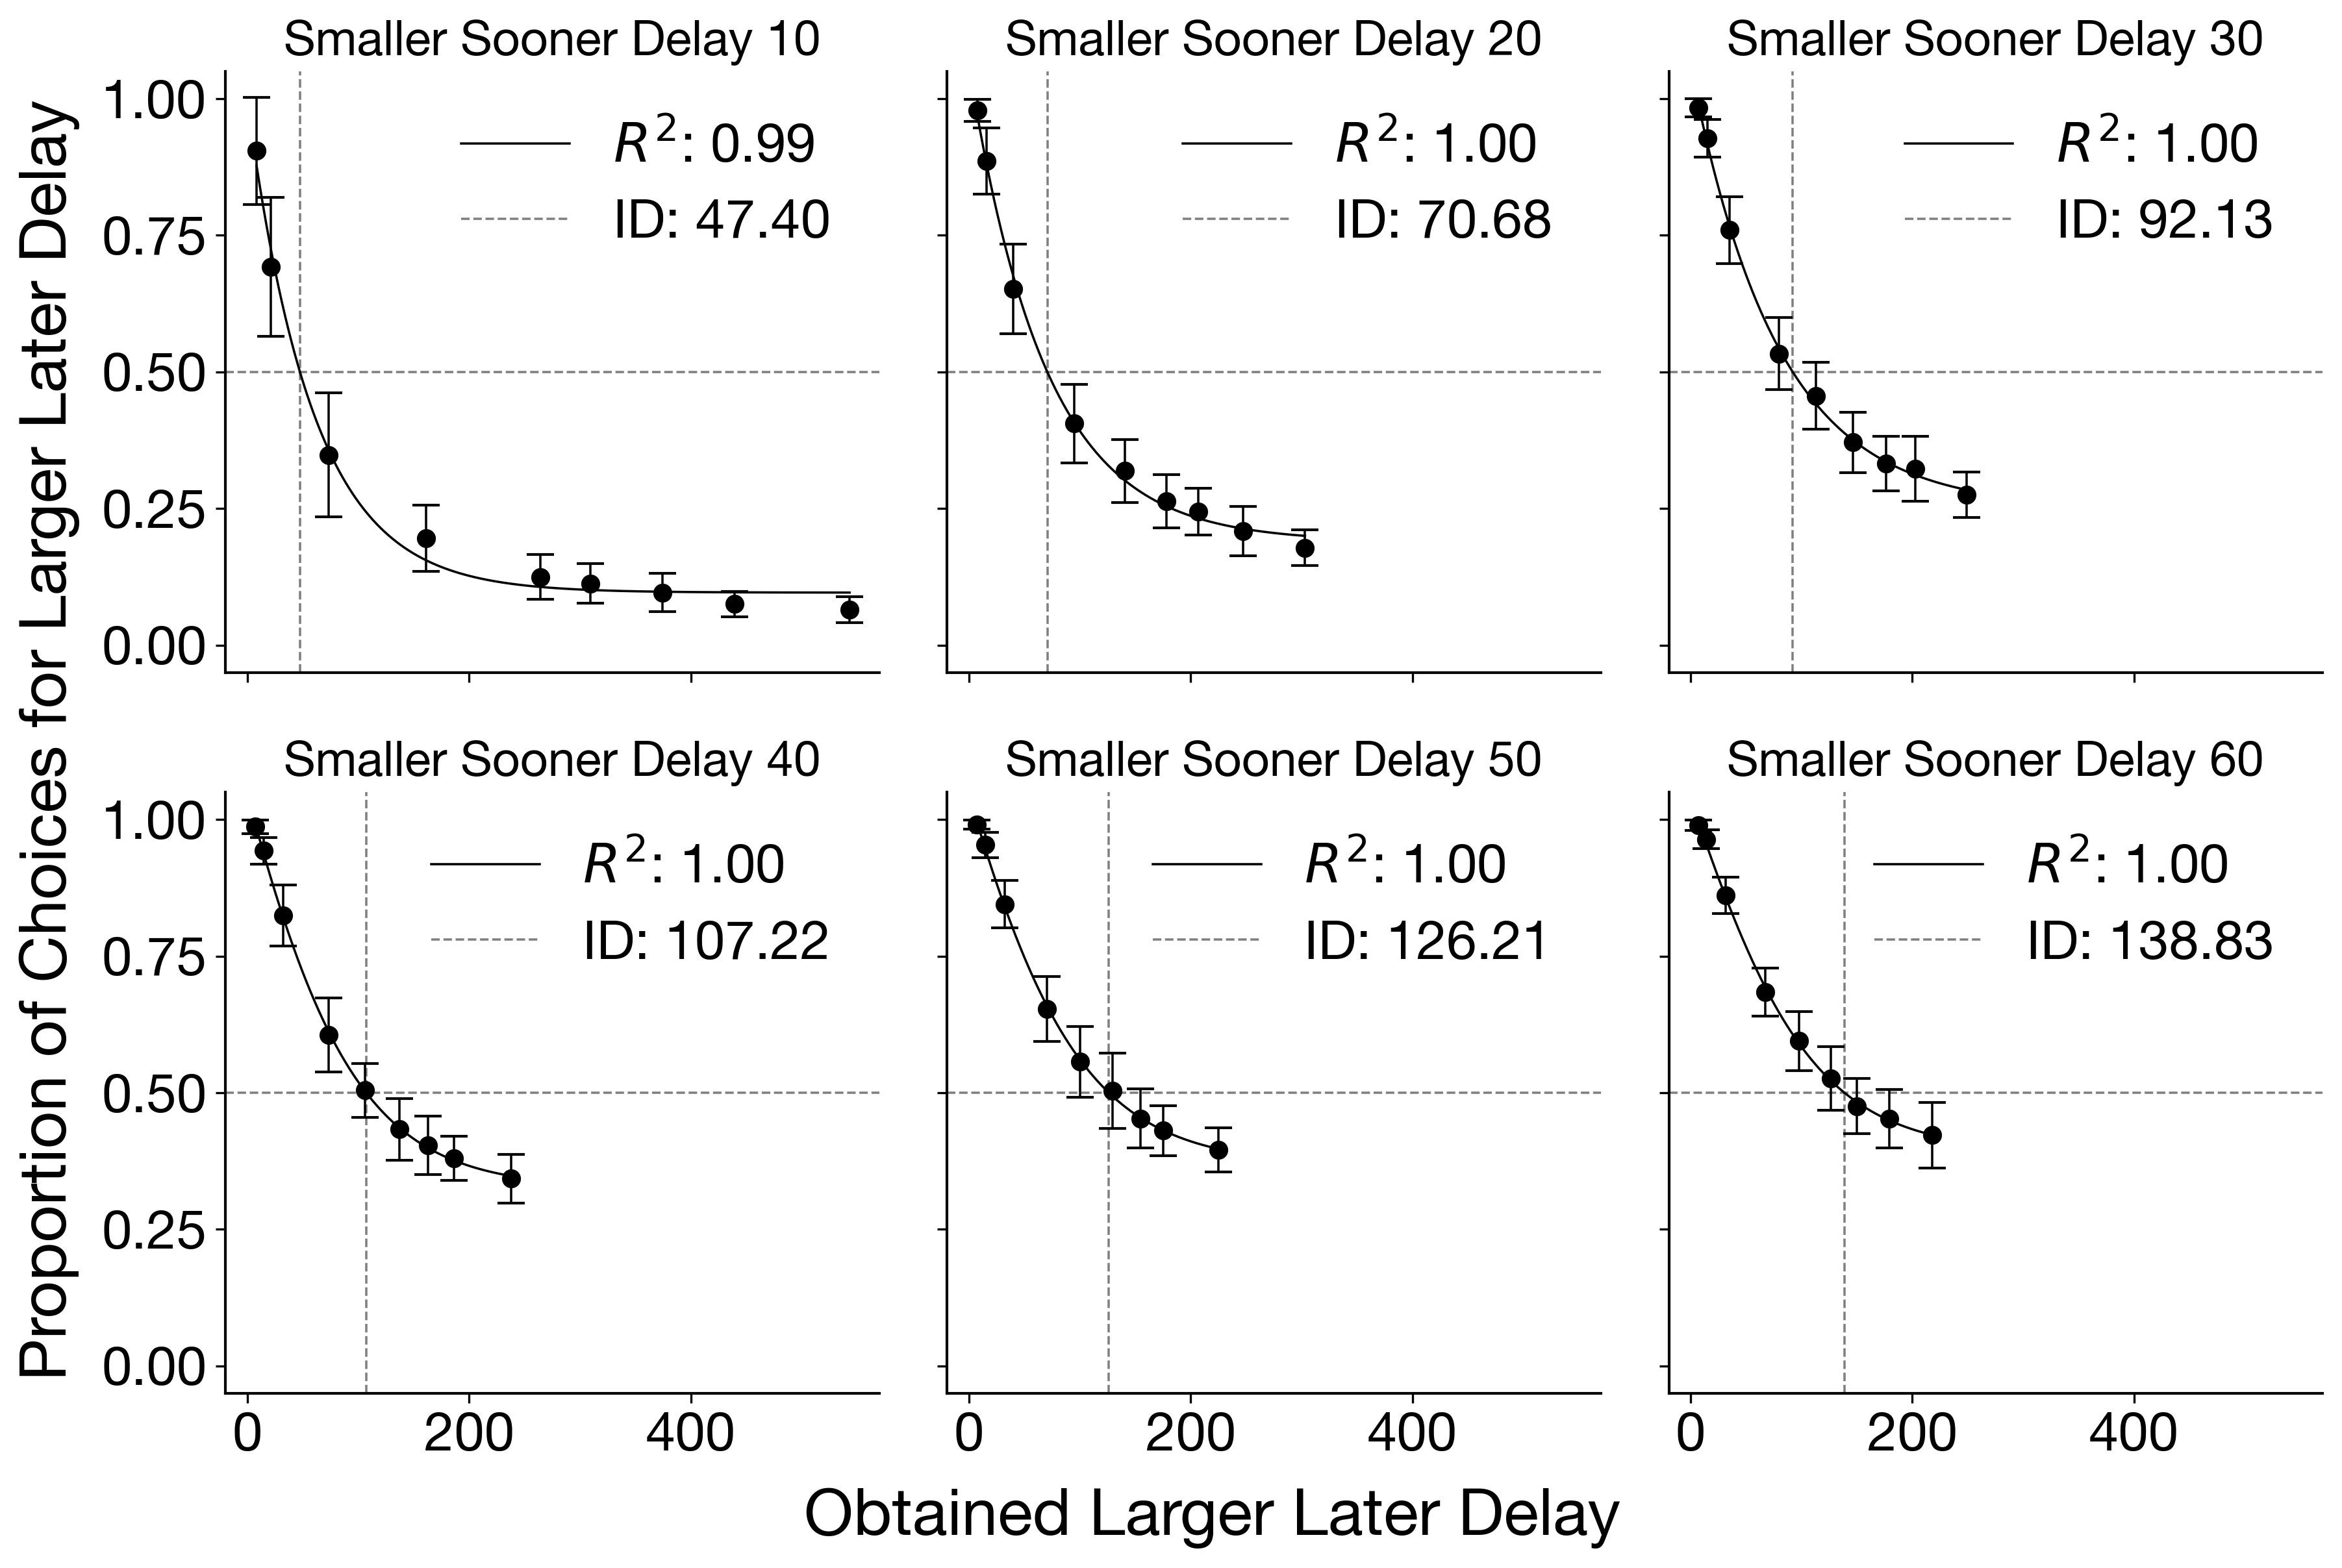 Smaller Sooner Delay 10
Smaller Sooner Delay 20
Smaller Sooner Delay 30
1.00
0.75
0.50
0.25
0.00
R²: 0.99
ID: 47.40
R²: 1.00
ID: 70.68
R²: 1.00
ID: 92.13
Proportion of Choices for Larger Later Delay
Smaller Sooner Delay 40
Smaller Sooner Delay 50
Smaller Sooner Delay 60
1.00
0.75
0.50
0.25
0.00
R²: 1.00
ID: 107.22
R²: 1.00
ID: 126.21
R²: 1.00
ID: 138.83
0 200 400
0 200 400
0 200 400
Obtained Larger Later Delay